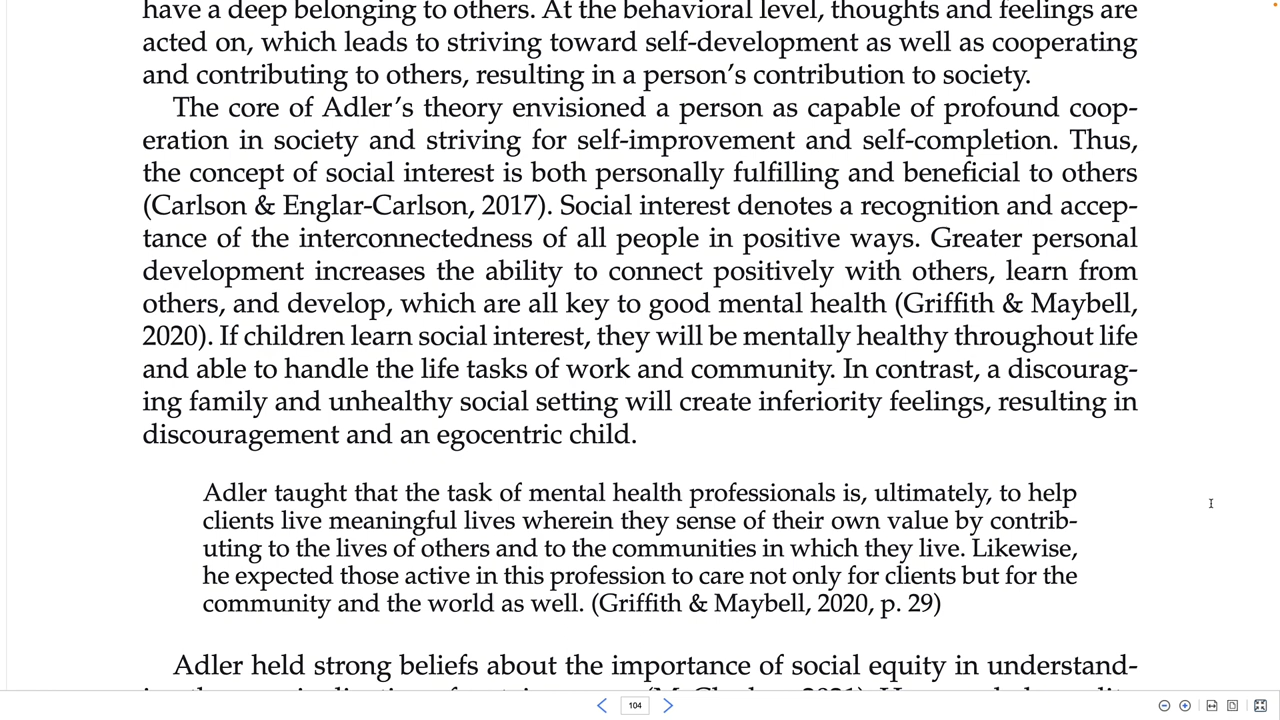 have a deep belonging to others. At the behavioral level, thoughts and feelings are
acted on, which leads to striving toward self-development as well as cooperating
and contributing to others, resulting in a person’s contribution to society.
The core of Adler’s theory envisioned a person as capable of profound coop-
eration in society and striving for self-improvement and self-completion. Thus,
the concept of social interest is both personally fulfilling and beneficial to others
(Carlson & Englar-Carlson, 2017). Social interest denotes a recognition and accep-
tance of the interconnectedness of all people in positive ways. Greater personal
development increases the ability to connect positively with others, learn from
others, and develop, which are all key to good mental health (Griffith & Maybell,
2020). If children learn social interest, they will be mentally healthy throughout life
and able to handle the life tasks of work and community. In contrast, a discourag-
ing family and unhealthy social setting will create inferiority feelings, resulting in
discouragement and an egocentric child.
Adler taught that the task of mental health professionals is, ultimately, to help
clients live meaningful lives wherein they sense of their own value by contrib-
uting to the lives of others and to the communities in which they live. Likewise,
he expected those active in this profession to care not only for clients but for the
community and the world as well. (Griffith & Maybell, 2020, p. 29)
Adler held strong beliefs about the importance of social equity in understand-
104